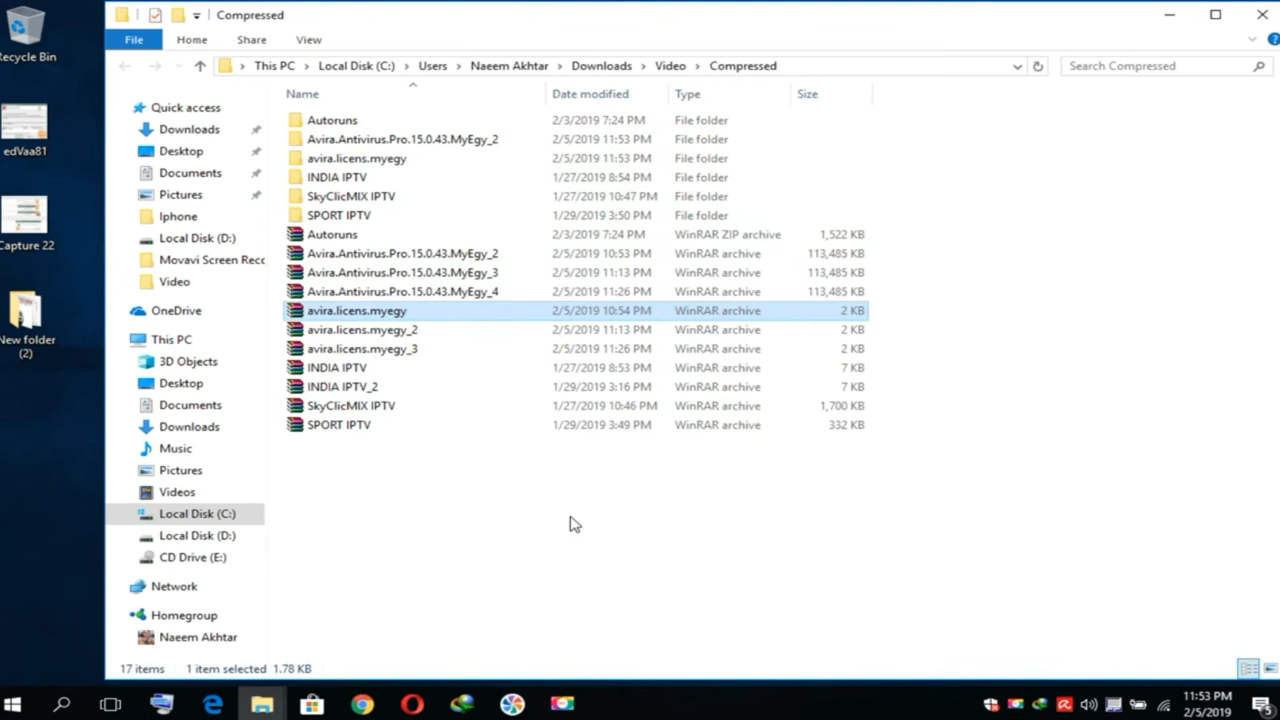 Compressed
File Home Share View
This PC > Local Disk (C:) > Users > Naeem Akhtar > Downloads > Video > Compressed
Search Compressed
Recycle Bin
edVaa81
Capture 22
New folder
(2)
Quick access
Downloads
Desktop
Documents
Pictures
Iphone
Local Disk (D:)
Movavi Screen Recc
Video
OneDrive
This PC
3D Objects
Desktop
Documents
Downloads
Music
Pictures
Videos
Local Disk (C:)
Local Disk (D:)
CD Drive (E:)
Network
Homegroup
Naeem Akhtar
Name Date modified Type Size
Autoruns 2/3/2019 7:24 PM File folder
Avira.Antivirus.Pro.15.0.43.MyEgy_2 2/5/2019 11:53 PM File folder
avira.licens.myegy 2/5/2019 11:53 PM File folder
INDIA IPTV 1/27/2019 8:54 PM File folder
SkyClicMIX IPTV 1/27/2019 10:47 PM File folder
SPORT IPTV 1/29/2019 3:50 PM File folder
Autoruns 2/3/2019 7:24 PM WinRAR ZIP archive 1,522 KB
Avira.Antivirus.Pro.15.0.43.MyEgy_2 2/5/2019 10:53 PM WinRAR archive 113,485 KB
Avira.Antivirus.Pro.15.0.43.MyEgy_3 2/5/2019 11:13 PM WinRAR archive 113,485 KB
Avira.Antivirus.Pro.15.0.43.MyEgy_4 2/5/2019 11:26 PM WinRAR archive 113,485 KB
avira.licens.myegy 2/5/2019 10:54 PM WinRAR archive 2 KB
avira.licens.myegy_2 2/5/2019 11:13 PM WinRAR archive 2 KB
avira.licens.myegy_3 2/5/2019 11:26 PM WinRAR archive 2 KB
INDIA IPTV 1/27/2019 8:53 PM WinRAR archive 7 KB
INDIA IPTV_2 1/29/2019 3:16 PM WinRAR archive 7 KB
SkyClicMIX IPTV 1/27/2019 10:46 PM WinRAR archive 1,700 KB
SPORT IPTV 1/29/2019 3:49 PM WinRAR archive 332 KB
17 items 1 item selected 1.78 KB
11:53 PM
2/5/2019
5